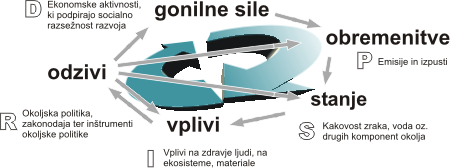 D
Ekonomske aktivnosti,
ki podpirajo socialno
razsežnost razvoja
gonilne sile
obremenitve
P
Emisije in izpusti
odzivi
stanje
R
Okoljska politika,
zakonodaja ter inštrumenti
okoljske politike
vplivi
S
Kakovost zraka, voda oz.
drugih komponent okolja
I
Vplivi na zdravje ljudi, na
ekosisteme, materiale